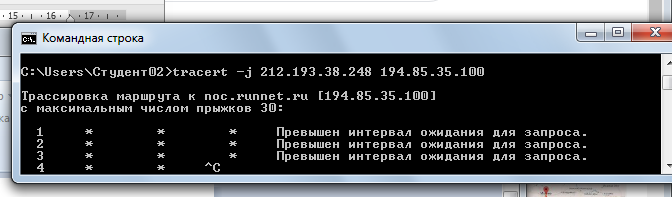 15 · 16 · 17 ·
Командная строка
C:\Users\Студент02>tracert -j 212.193.38.248 194.85.35.100
Трассировка маршрута к noc.runnet.ru [194.85.35.100]
с максимальным числом прыжков 30:
1 * * * Превышен интервал ожидания для запроса.
2 * * * Превышен интервал ожидания для запроса.
3 * * * Превышен интервал ожидания для запроса.
4 * * ^C